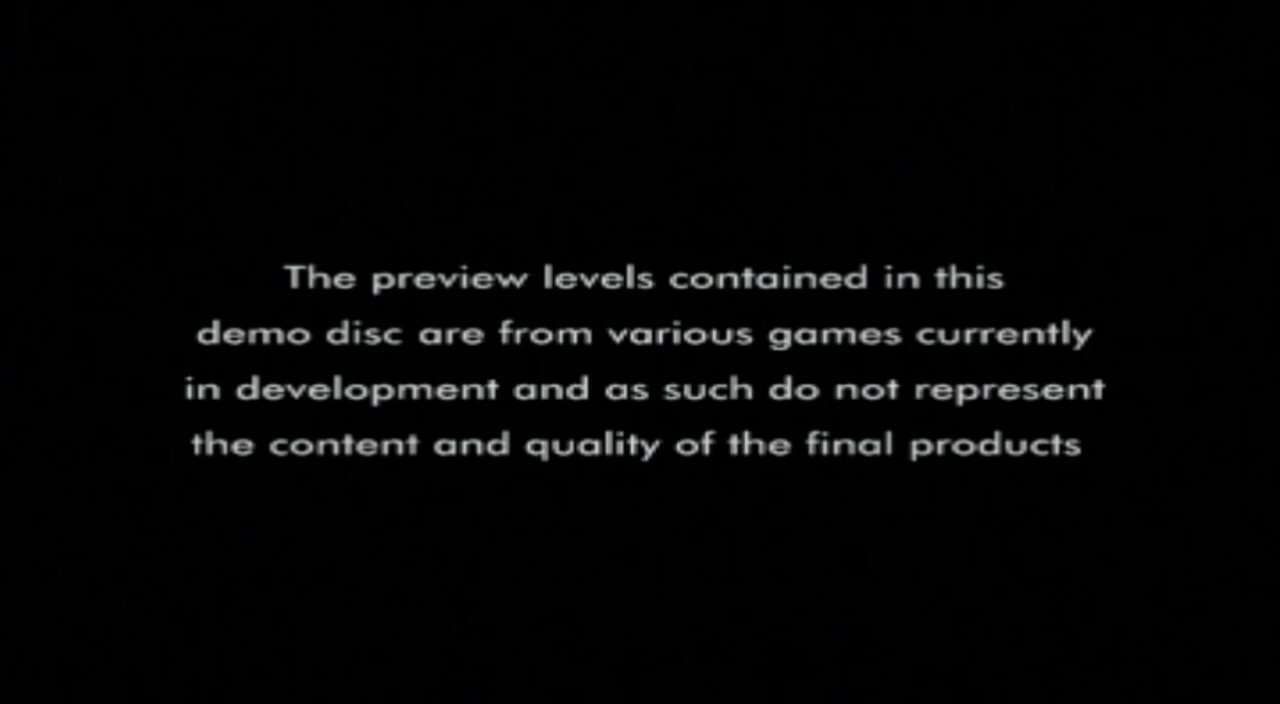 The preview levels contained in this
demo disc are from various games currently
in development and as such do not represent
the content and quality of the final products